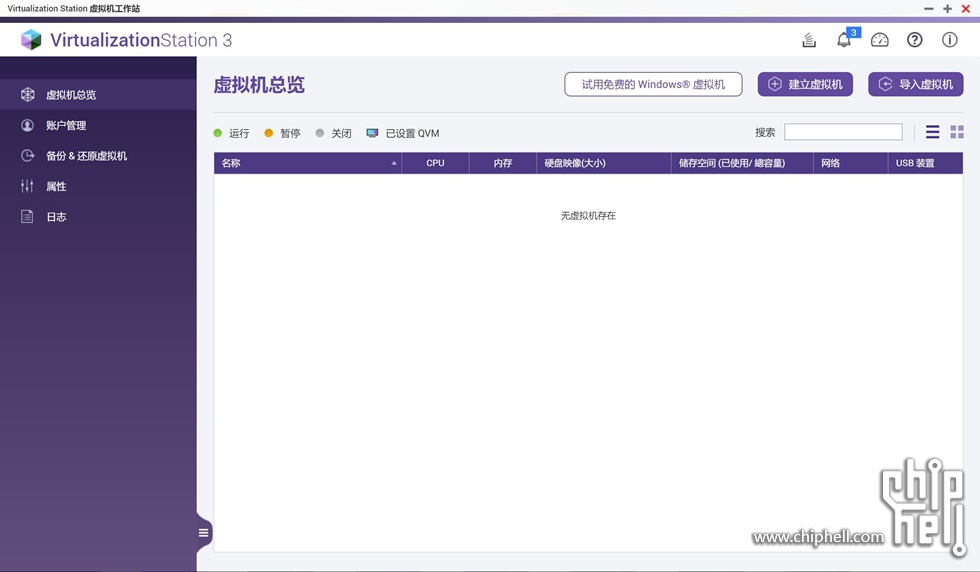 Virtualization Station 虚拟机工作站
VirtualizationStation 3
3
虚拟机总览
账户管理
备份 & 还原虚拟机
属性
日志
虚拟机总览
试用免费的 Windows® 虚拟机
建立虚拟机
导入虚拟机
运行 暂停 关闭 已设置 QVM
搜索
名称 CPU 内存 硬盘映像(大小) 储存空间 (已使用/ 總容量) 网络 USB 装置
无虚拟机存在
chip
hell
www.chiphell.com